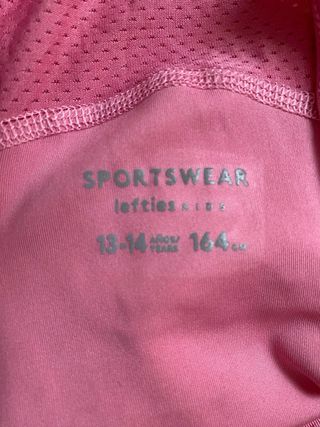 SPORTSWEAR
lefties KIDS
13-14 AÑOS/ YEARS 164 CM